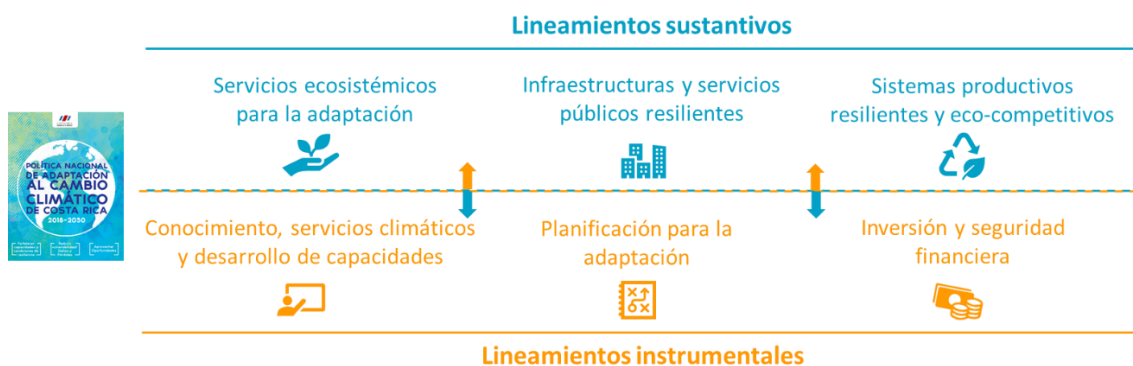 Lineamientos sustantivos
Servicios ecosistémicos
para la adaptación
Infraestructuras y servicios
públicos resilientes
Sistemas productivos
resilientes y eco-competitivos
POLÍTICA NACIONAL
DE ADAPTACIÓN
AL CAMBIO
CLIMÁTICO
DE COSTA RICA
2018-2030
Conocimiento, servicios climáticos
y desarrollo de capacidades
Planificación para la
adaptación
Inversión y seguridad
financiera
Lineamientos instrumentales